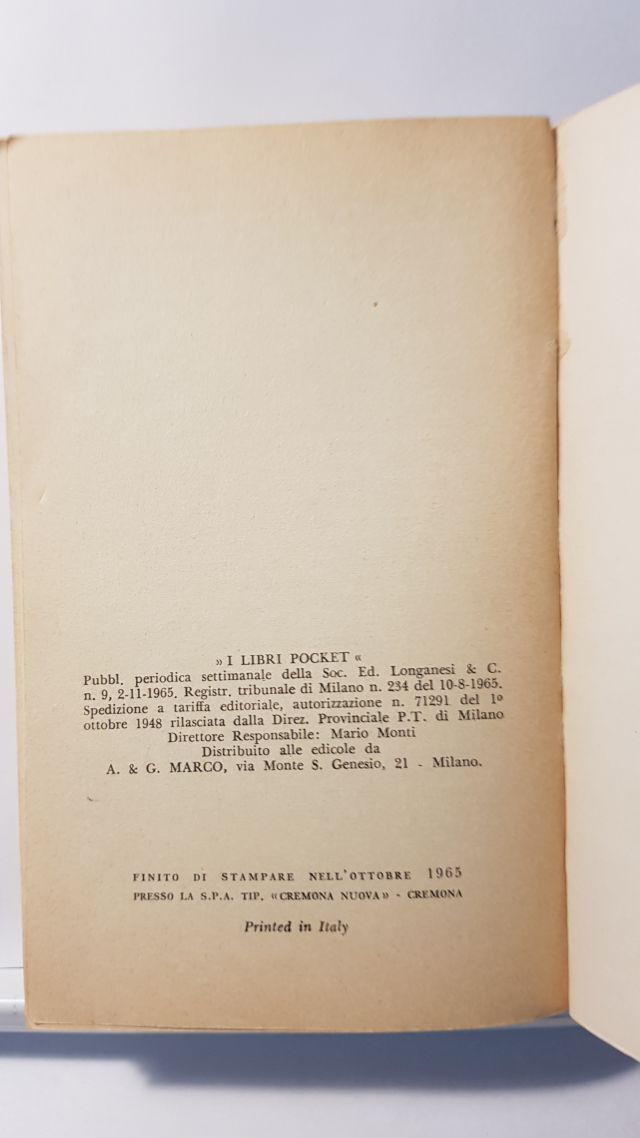 » I LIBRI POCKET «
Pubbl. periodica settimanale della Soc. Ed. Longanesi & C.
n. 9, 2-11-1965. Registr. tribunale di Milano n. 234 del 10-8-1965.
Spedizione a tariffa editoriale, autorizzazione n. 71291 del 1º
ottobre 1948 rilasciata dalla Direz. Provinciale P.T. di Milano
Direttore Responsabile: Mario Monti
Distribuito alle edicole da
A. & G. MARCO, via Monte S. Genesio, 21 - Milano.
FINITO DI STAMPARE NELL'OTTOBRE 1965
PRESSO LA S.P.A. TIP. «CREMONA NUOVA» - CREMONA
Printed in Italy